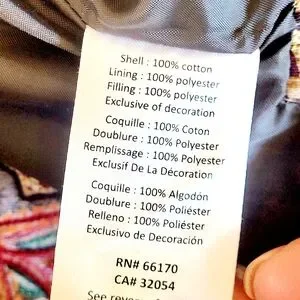 Shell : 100% cotton
Lining : 100% polyester
Filling : 100% polyester
Exclusive of decoration
Coquille : 100% Coton
Doublure : 100% Polyester
Remplissage : 100% Polyester
Exclusif De La Décoration
Coquille : 100% Algodón
Doublure : 100% Poliéster
Relleno : 100% Poliéster
Exclusivo de Decoración
RN# 66170
CA# 32054
See reverse